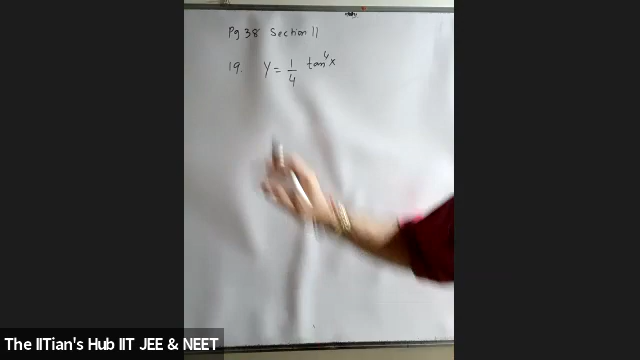 Pg 38 Section 11
19. y = 1/4 tan⁴x
The IITian's Hub IIT JEE & NEET